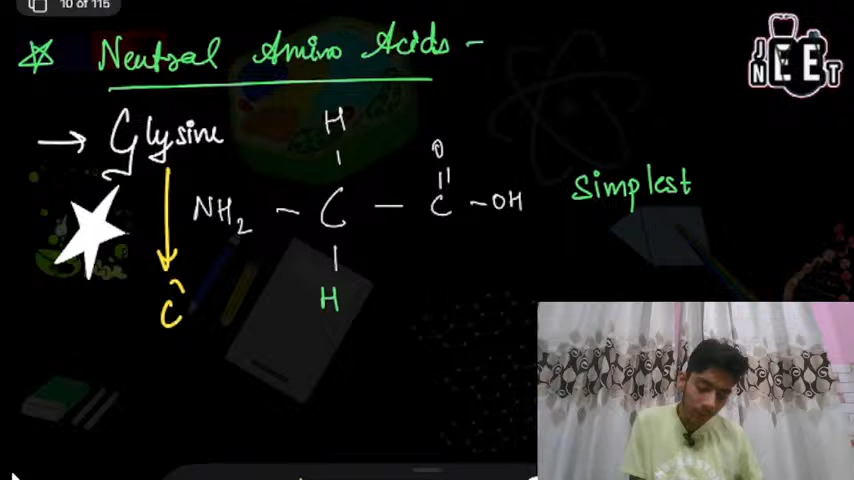 10 of 115
Neutral Amino Acids -
J
NEET
→ Glysine
H
O
NH2 - C - C - OH
Simplest
H
C